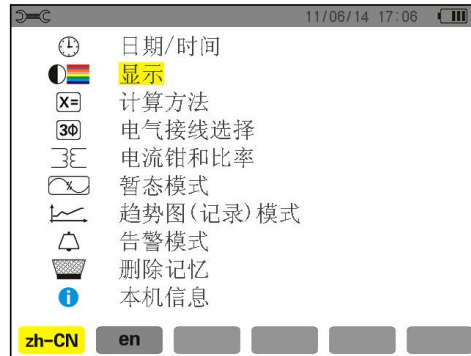 11/06/14 17:06
日期/时间
显示
X= 计算方法
3Φ 电气接线选择
电流钳和比率
暂态模式
趋势图(记录)模式
告警模式
删除记忆
i 本机信息
zh-CN en